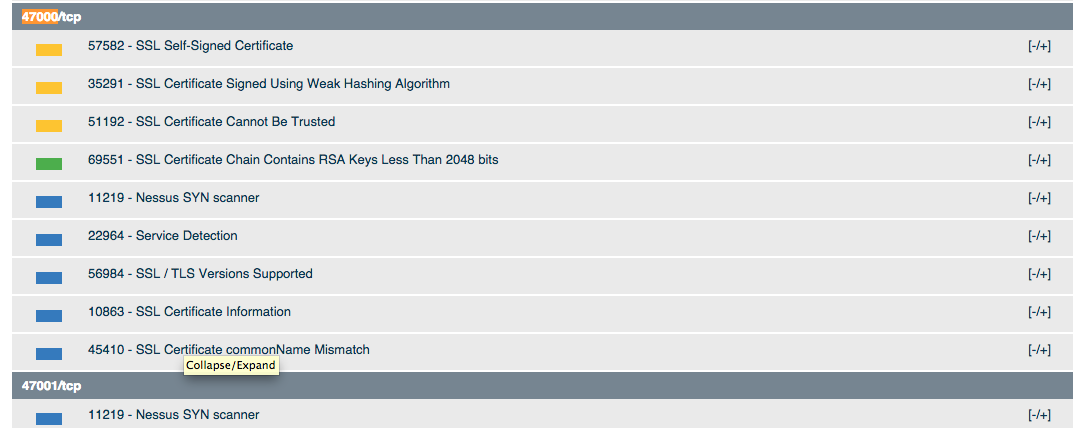 47000/tcp
57582 - SSL Self-Signed Certificate [-/+]
35291 - SSL Certificate Signed Using Weak Hashing Algorithm [-/+]
51192 - SSL Certificate Cannot Be Trusted [-/+]
69551 - SSL Certificate Chain Contains RSA Keys Less Than 2048 bits [-/+]
11219 - Nessus SYN scanner [-/+]
22964 - Service Detection [-/+]
56984 - SSL / TLS Versions Supported [-/+]
10863 - SSL Certificate Information [-/+]
45410 - SSL Certificate commonName Mismatch [-/+]
Collapse/Expand
47001/tcp
11219 - Nessus SYN scanner [-/+]